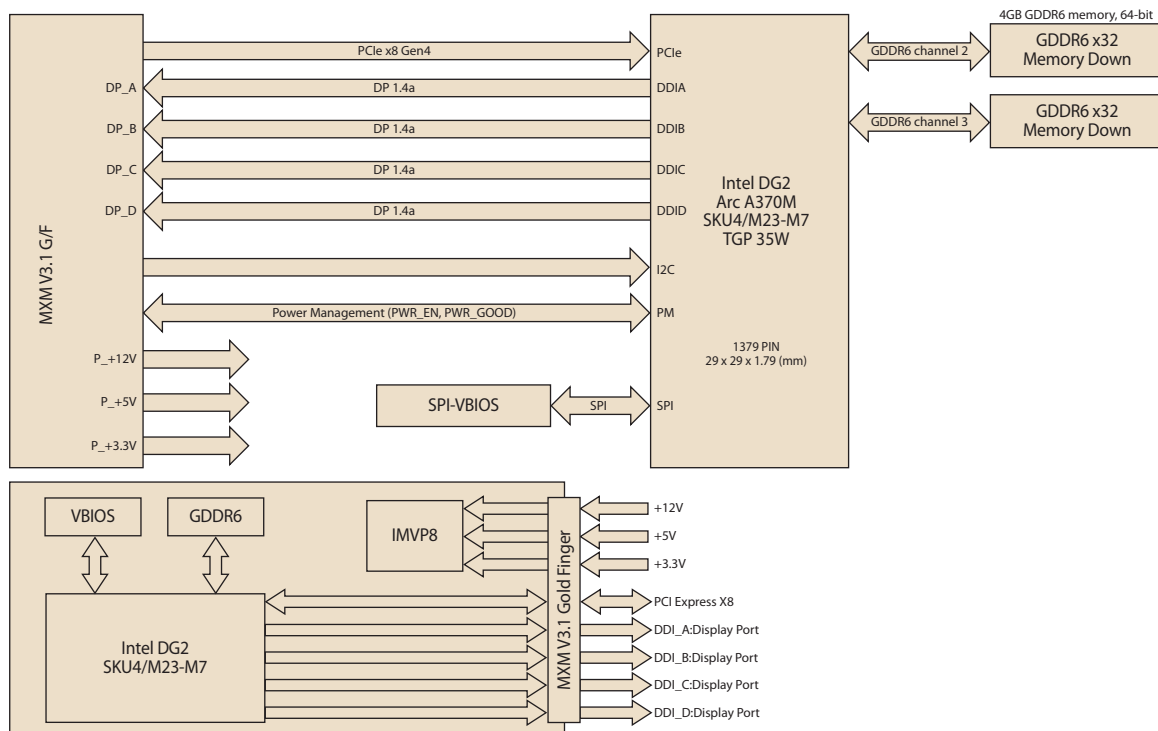 4GB GDDR6 memory, 64-bit
PCIe x8 Gen4
PCIe
GDDR6 channel 2
GDDR6 x32
Memory Down
DP_A
DP 1.4a
DDIA
DP_B
DP 1.4a
DDIB
GDDR6 channel 3
GDDR6 x32
Memory Down
DP_C
DP 1.4a
DDIC
DP_D
DP 1.4a
DDID
Intel DG2
Arc A370M
SKU4/M23-M7
TGP 35W
MXM V3.1 G/F
I2C
Power Management (PWR_EN, PWR_GOOD)
PM
1379 PIN
29 x 29 x 1.79 (mm)
P_+12V
P_+5V
P_+3.3V
SPI-VBIOS
SPI
SPI
VBIOS
GDDR6
IMVP8
MXM V3.1 Gold Finger
+12V
+5V
+3.3V
Intel DG2
SKU4/M23-M7
PCI Express X8
DDI_A:Display Port
DDI_B:Display Port
DDI_C:Display Port
DDI_D:Display Port